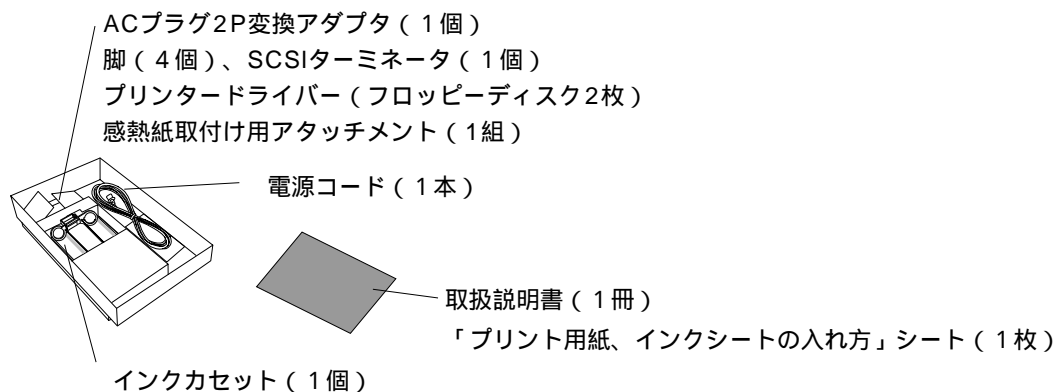 ACプラグ2P変換アダプタ(1個)
脚(4個)、SCSIターミネータ(1個)
プリンタードライバー(フロッピーディスク2枚)
感熱紙取付け用アタッチメント(1組)
電源コード(1本)
取扱説明書(1冊)
「プリント用紙、インクシートの入れ方」シート(1枚)
インクカセット(1個)